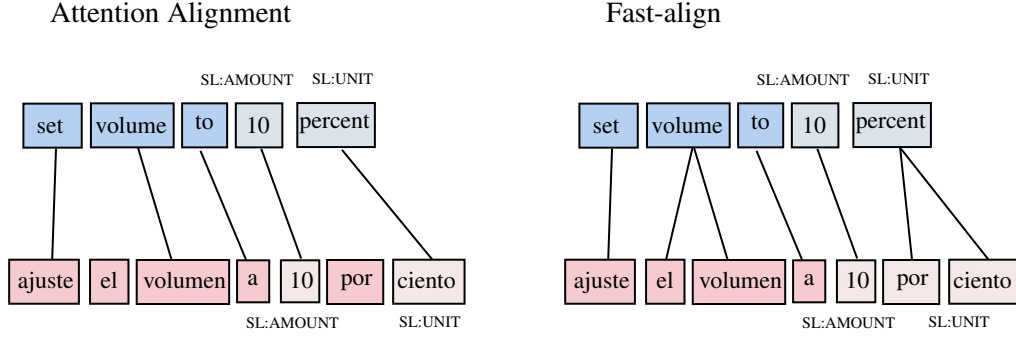 Attention Alignment
SL:AMOUNT SL:UNIT
set volume to 10 percent
ajuste el volumen a 10 por ciento
SL:AMOUNT SL:UNIT
Fast-align
SL:AMOUNT SL:UNIT
set volume to 10 percent
ajuste el volumen a 10 por ciento
SL:AMOUNT SL:UNIT